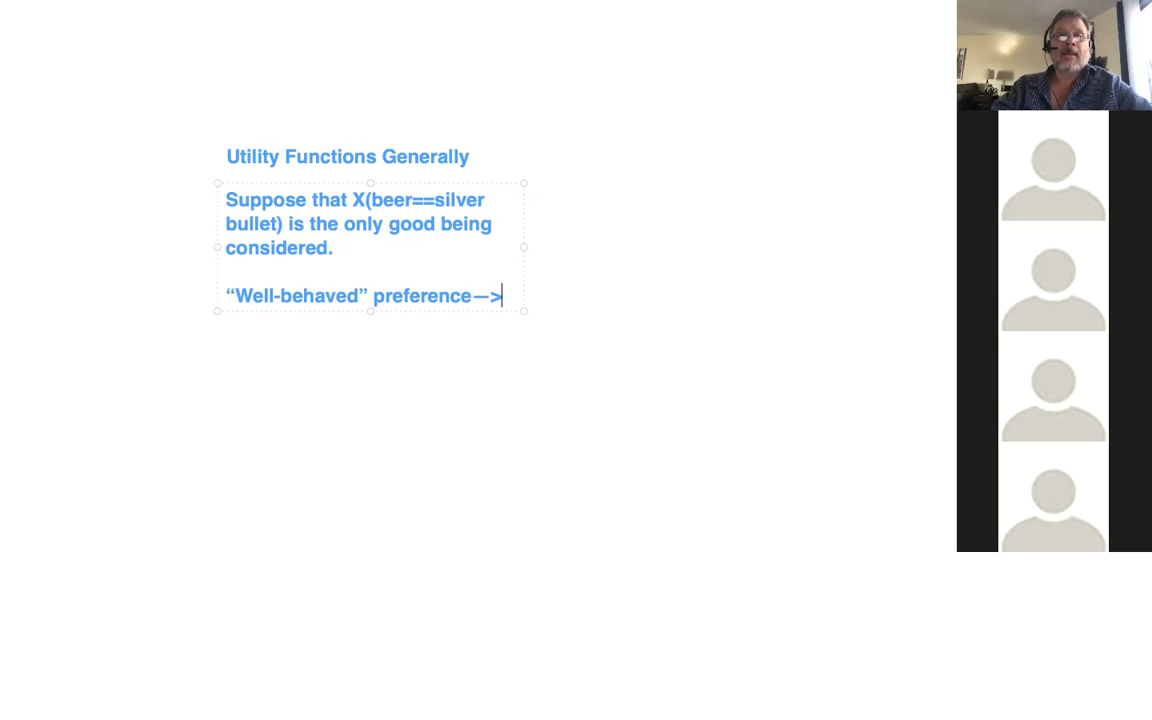 Utility Functions Generally
Suppose that X(beer==silver
bullet) is the only good being
considered.
“Well-behaved” preference—>